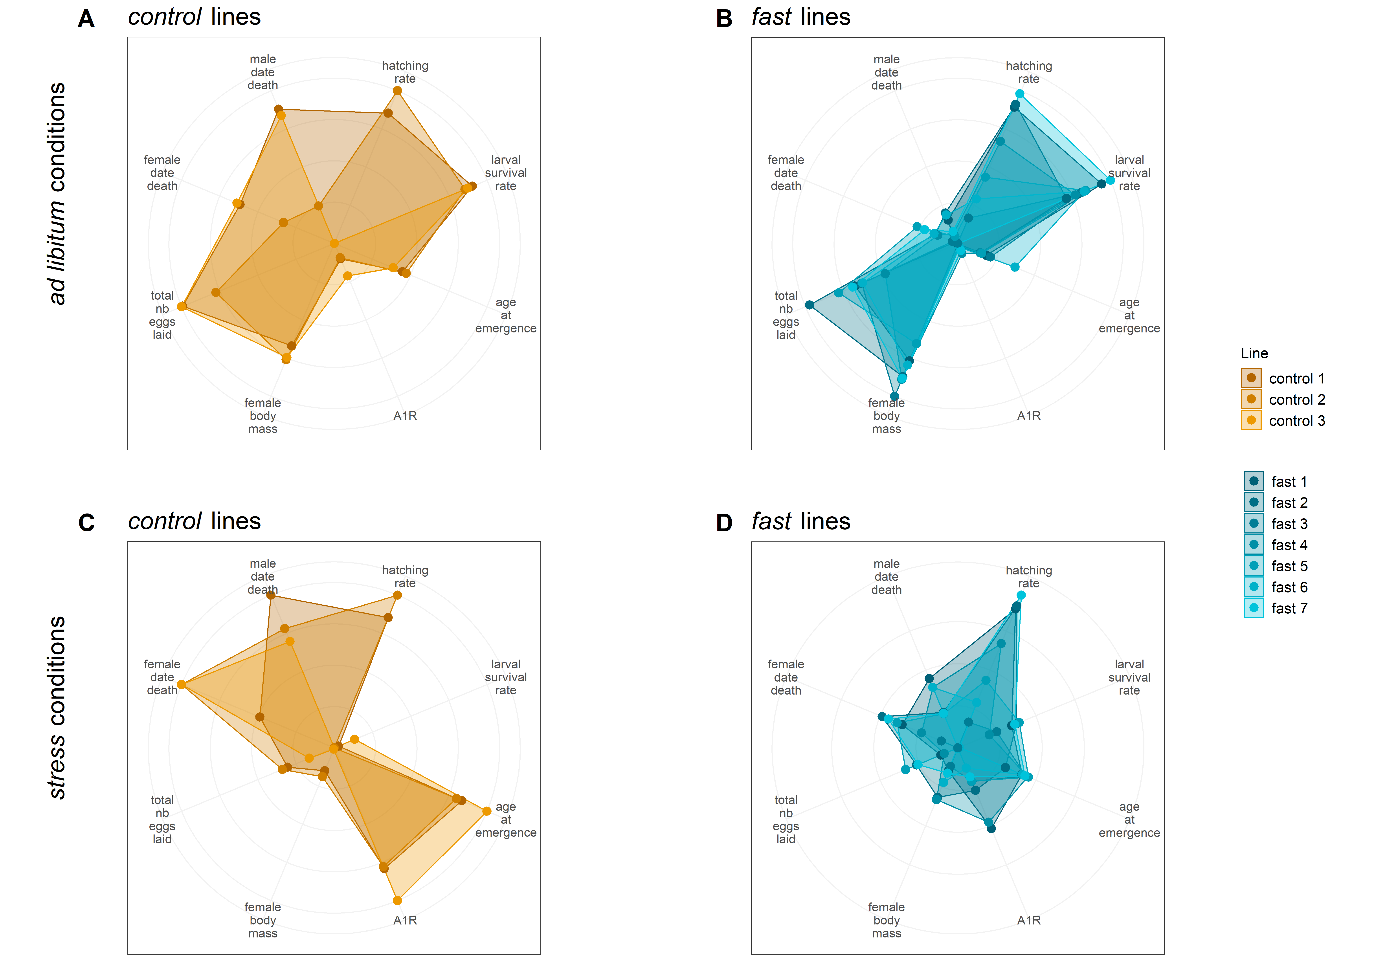 A control lines
B fast lines
ad libitum conditions
male
date
death
hatching
rate
female
date
death
larval
survival
rate
total
nb
eggs
laid
age
at
emergence
female
body
mass
A1R
male
date
death
hatching
rate
female
date
death
larval
survival
rate
total
nb
eggs
laid
age
at
emergence
female
body
mass
A1R
Line
control 1
control 2
control 3
fast 1
fast 2
fast 3
fast 4
fast 5
fast 6
fast 7
C control lines
D fast lines
stress conditions
male
date
death
hatching
rate
female
date
death
larval
survival
rate
total
nb
eggs
laid
age
at
emergence
female
body
mass
A1R
male
date
death
hatching
rate
female
date
death
larval
survival
rate
total
nb
eggs
laid
age
at
emergence
female
body
mass
A1R